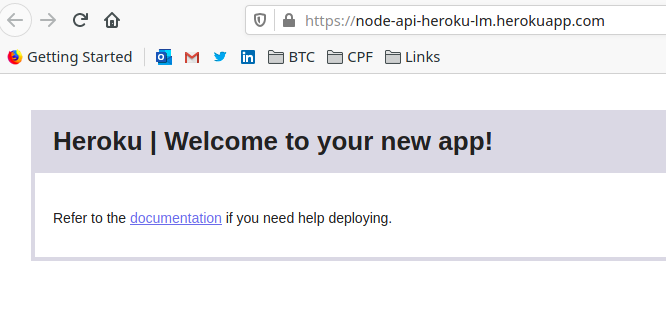 https://node-api-heroku-lm.herokuapp.com
Getting Started BTC CPF Links
Heroku | Welcome to your new app!
Refer to the documentation if you need help deploying.